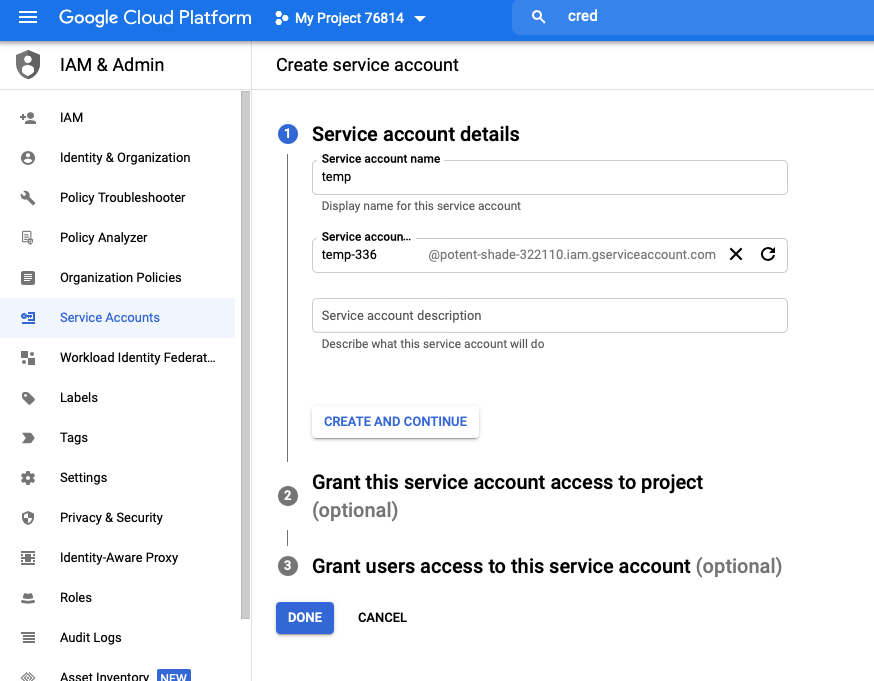 Google Cloud Platform
My Project 76814
cred
IAM & Admin
IAM
Identity & Organization
Policy Troubleshooter
Policy Analyzer
Organization Policies
Service Accounts
Workload Identity Federat...
Labels
Tags
Settings
Privacy & Security
Identity-Aware Proxy
Roles
Audit Logs
Asset Inventory NEW
Create service account
1 Service account details
Service account name
temp
Display name for this service account
Service accoun...
temp-336 @potent-shade-322110.iam.gserviceaccount.com
Service account description
Describe what this service account will do
CREATE AND CONTINUE
2 Grant this service account access to project
(optional)
3 Grant users access to this service account (optional)
DONE CANCEL